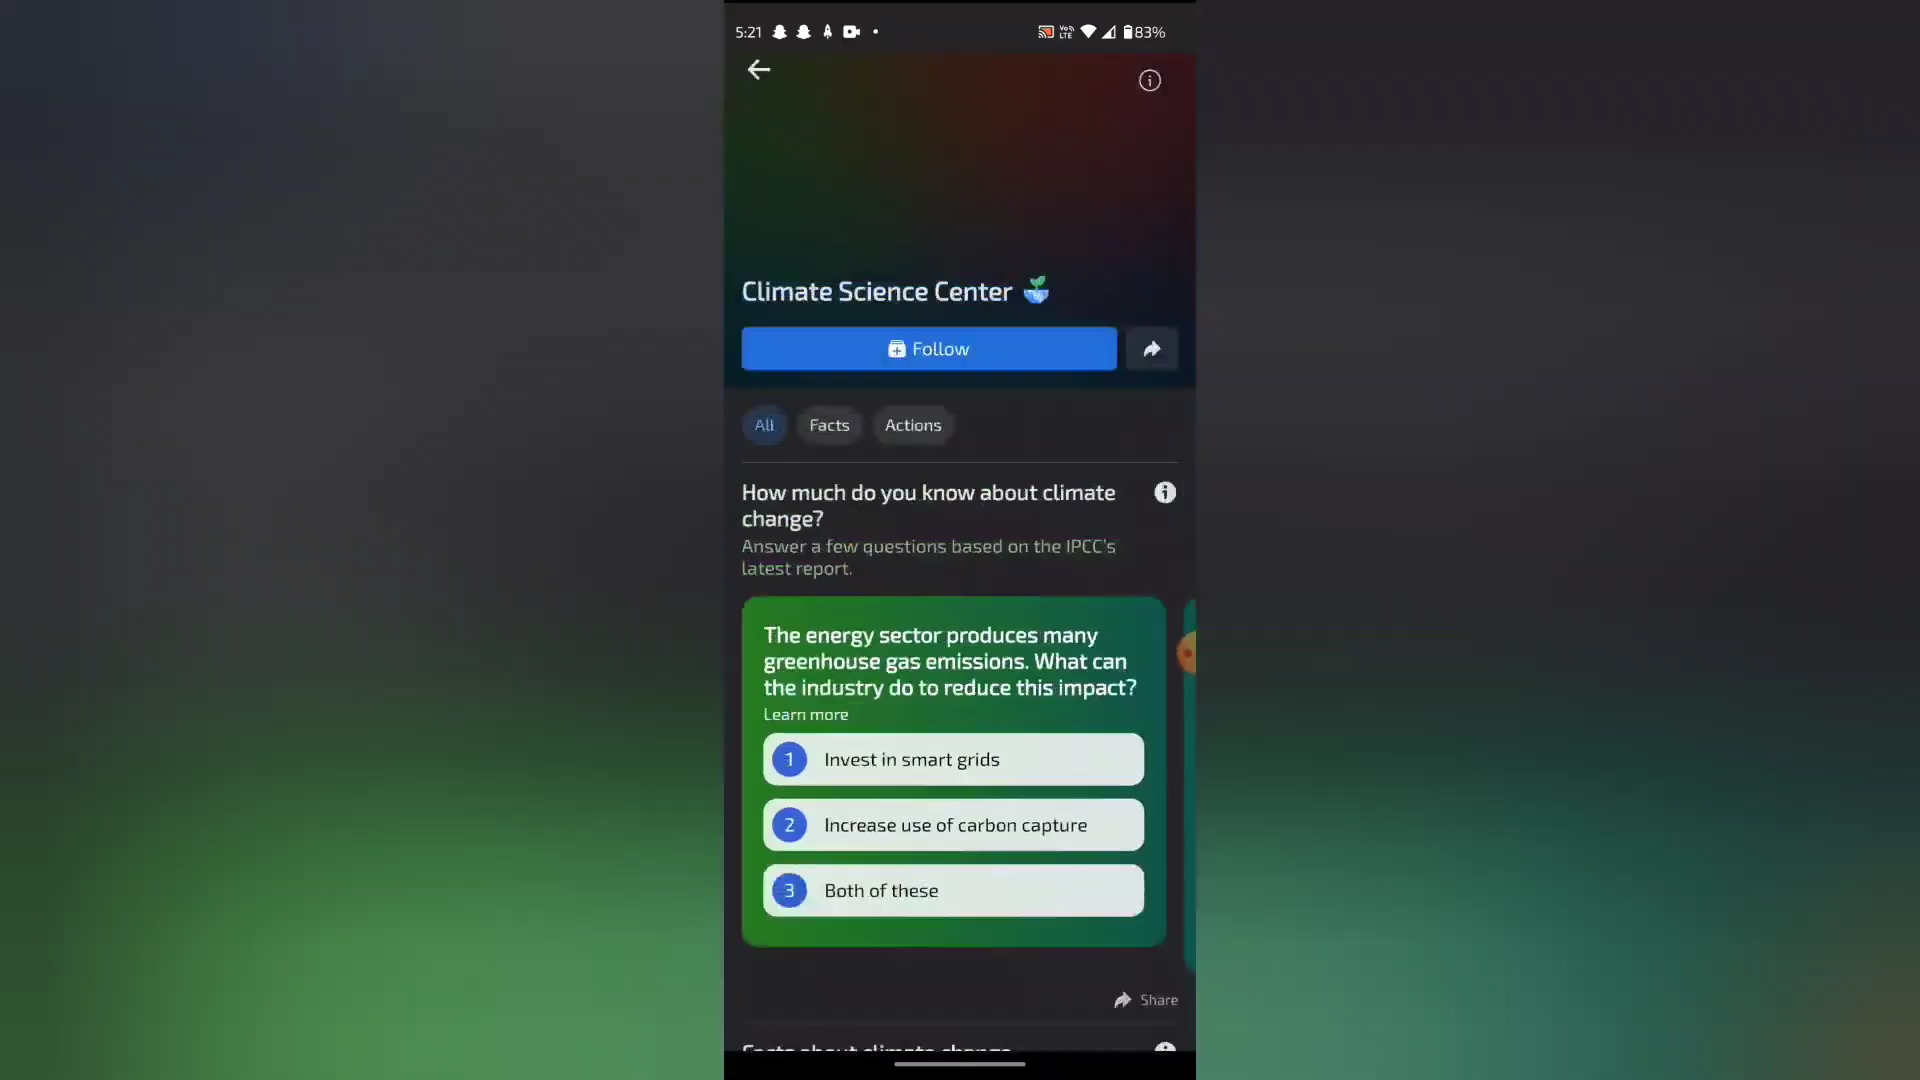 5:21
Vo LTE
83%
Climate Science Center
Follow
All
Facts
Actions
How much do you know about climate
change?
Answer a few questions based on the IPCC's
latest report.
The energy sector produces many
greenhouse gas emissions. What can
the industry do to reduce this impact?
Learn more
1 Invest in smart grids
2 Increase use of carbon capture
3 Both of these
Share
Facts about climate change